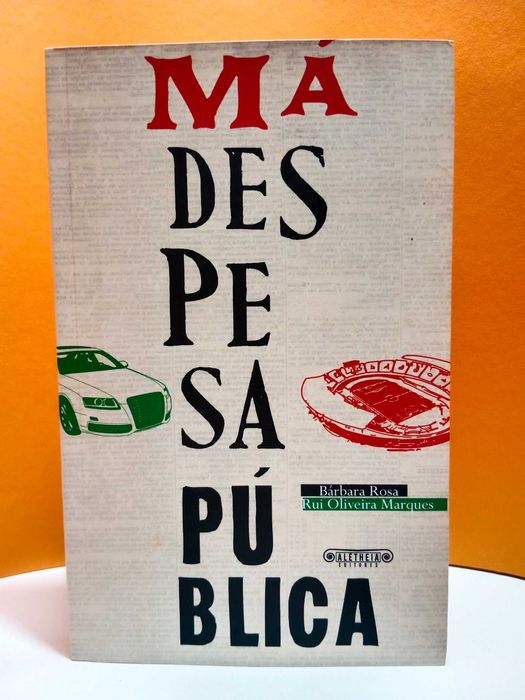 MÁ
DES
PE
SA
PÚ
BLICA
Bárbara Rosa
Rui Oliveira Marques
ALETHEIA
EDITORES